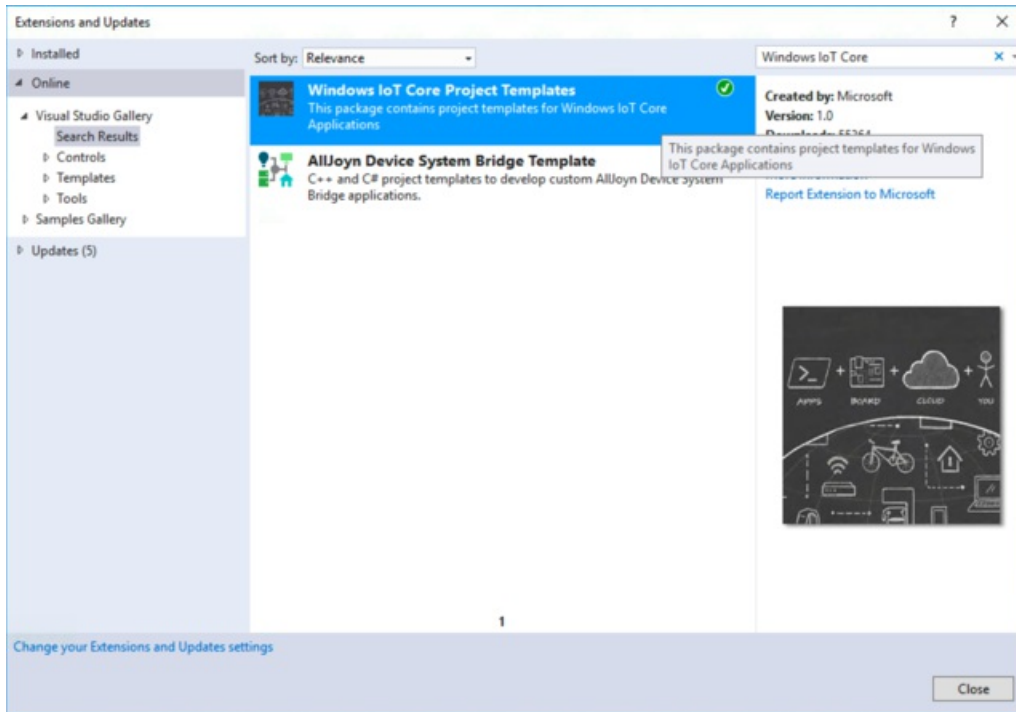 Extensions and Updates
Installed
Online
Visual Studio Gallery
Search Results
Controls
Templates
Tools
Samples Gallery
Updates (5)
Sort by: Relevance
Windows IoT Core Project Templates
This package contains project templates for Windows IoT Core
Applications
AllJoyn Device System Bridge Template
C++ and C# project templates to develop custom AllJoyn Device System
Bridge applications.
1
Windows IoT Core
Created by: Microsoft
Version: 1.0
This package contains project templates for Windows
IoT Core Applications
Report Extension to Microsoft
APPS BOARD CLOUD YOU
Change your Extensions and Updates settings
Close